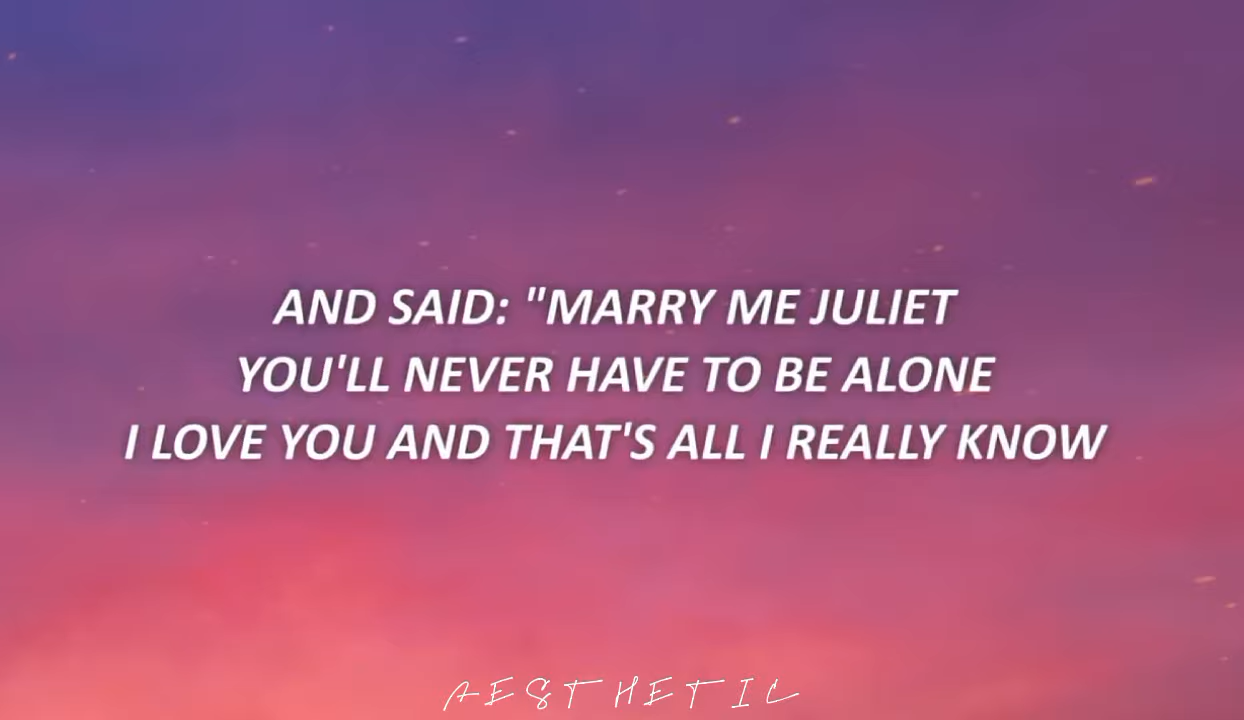 AND SAID: "MARRY ME JULIET
YOU'LL NEVER HAVE TO BE ALONE
I LOVE YOU AND THAT'S ALL I REALLY KNOW
AESTHETIC